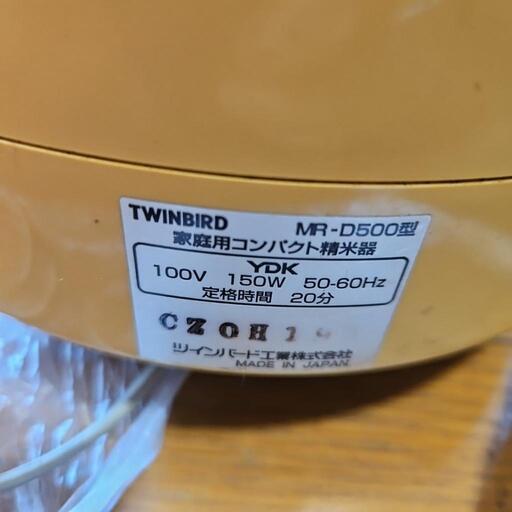 TWINBIRD MR-D500型
家庭用コンパクト精米器
YDK
100V 150W 50-60Hz
定格時間 20分
CZOH1
ツインバード工業株式会社
MADE IN JAPAN